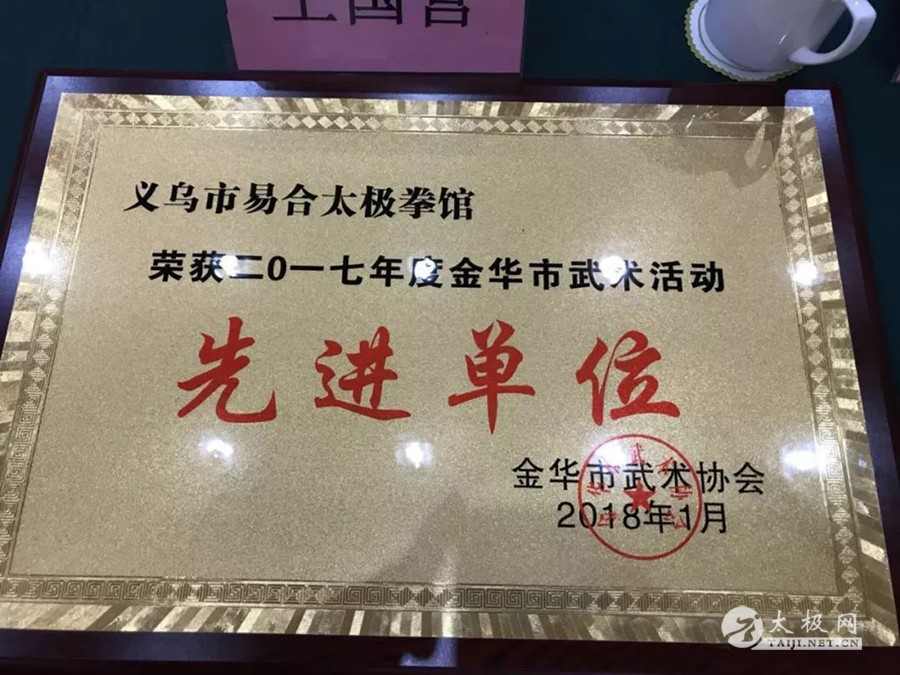 国营
义乌市易合太极拳馆
荣获二0一七年度金华市武术活动
先进单位
金华市武术协会
2018年1月
太极网
TAIJI.NET.CN